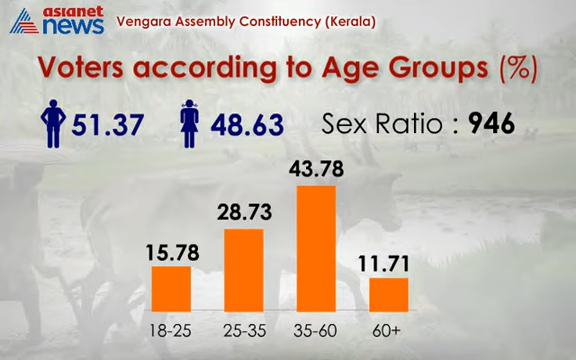 asianet
news
Vengara Assembly Constituency (Kerala)
Voters according to Age Groups (%)
51.37 48.63 Sex Ratio : 946
43.78
28.73
15.78
11.71
18-25 25-35 35-60 60+